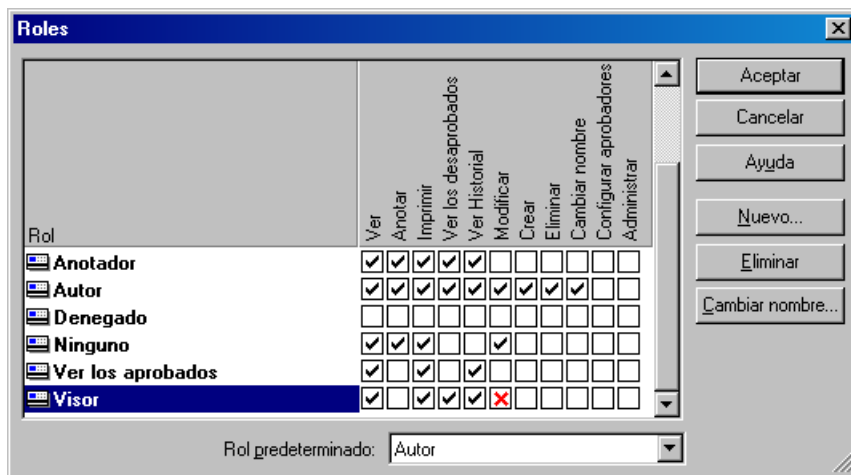 Roles
Aceptar
Cancelar
Ayuda
Nuevo...
Eliminar
Cambiar nombre...
Rol
Ver
Anotar
Imprimir
Ver los desaprobados
Ver Historial
Modificar
Crear
Eliminar
Cambiar nombre
Configurar aprobadores
Administrar
Anotador
Autor
Denegado
Ninguno
Ver los aprobados
Visor
Rol predeterminado: Autor